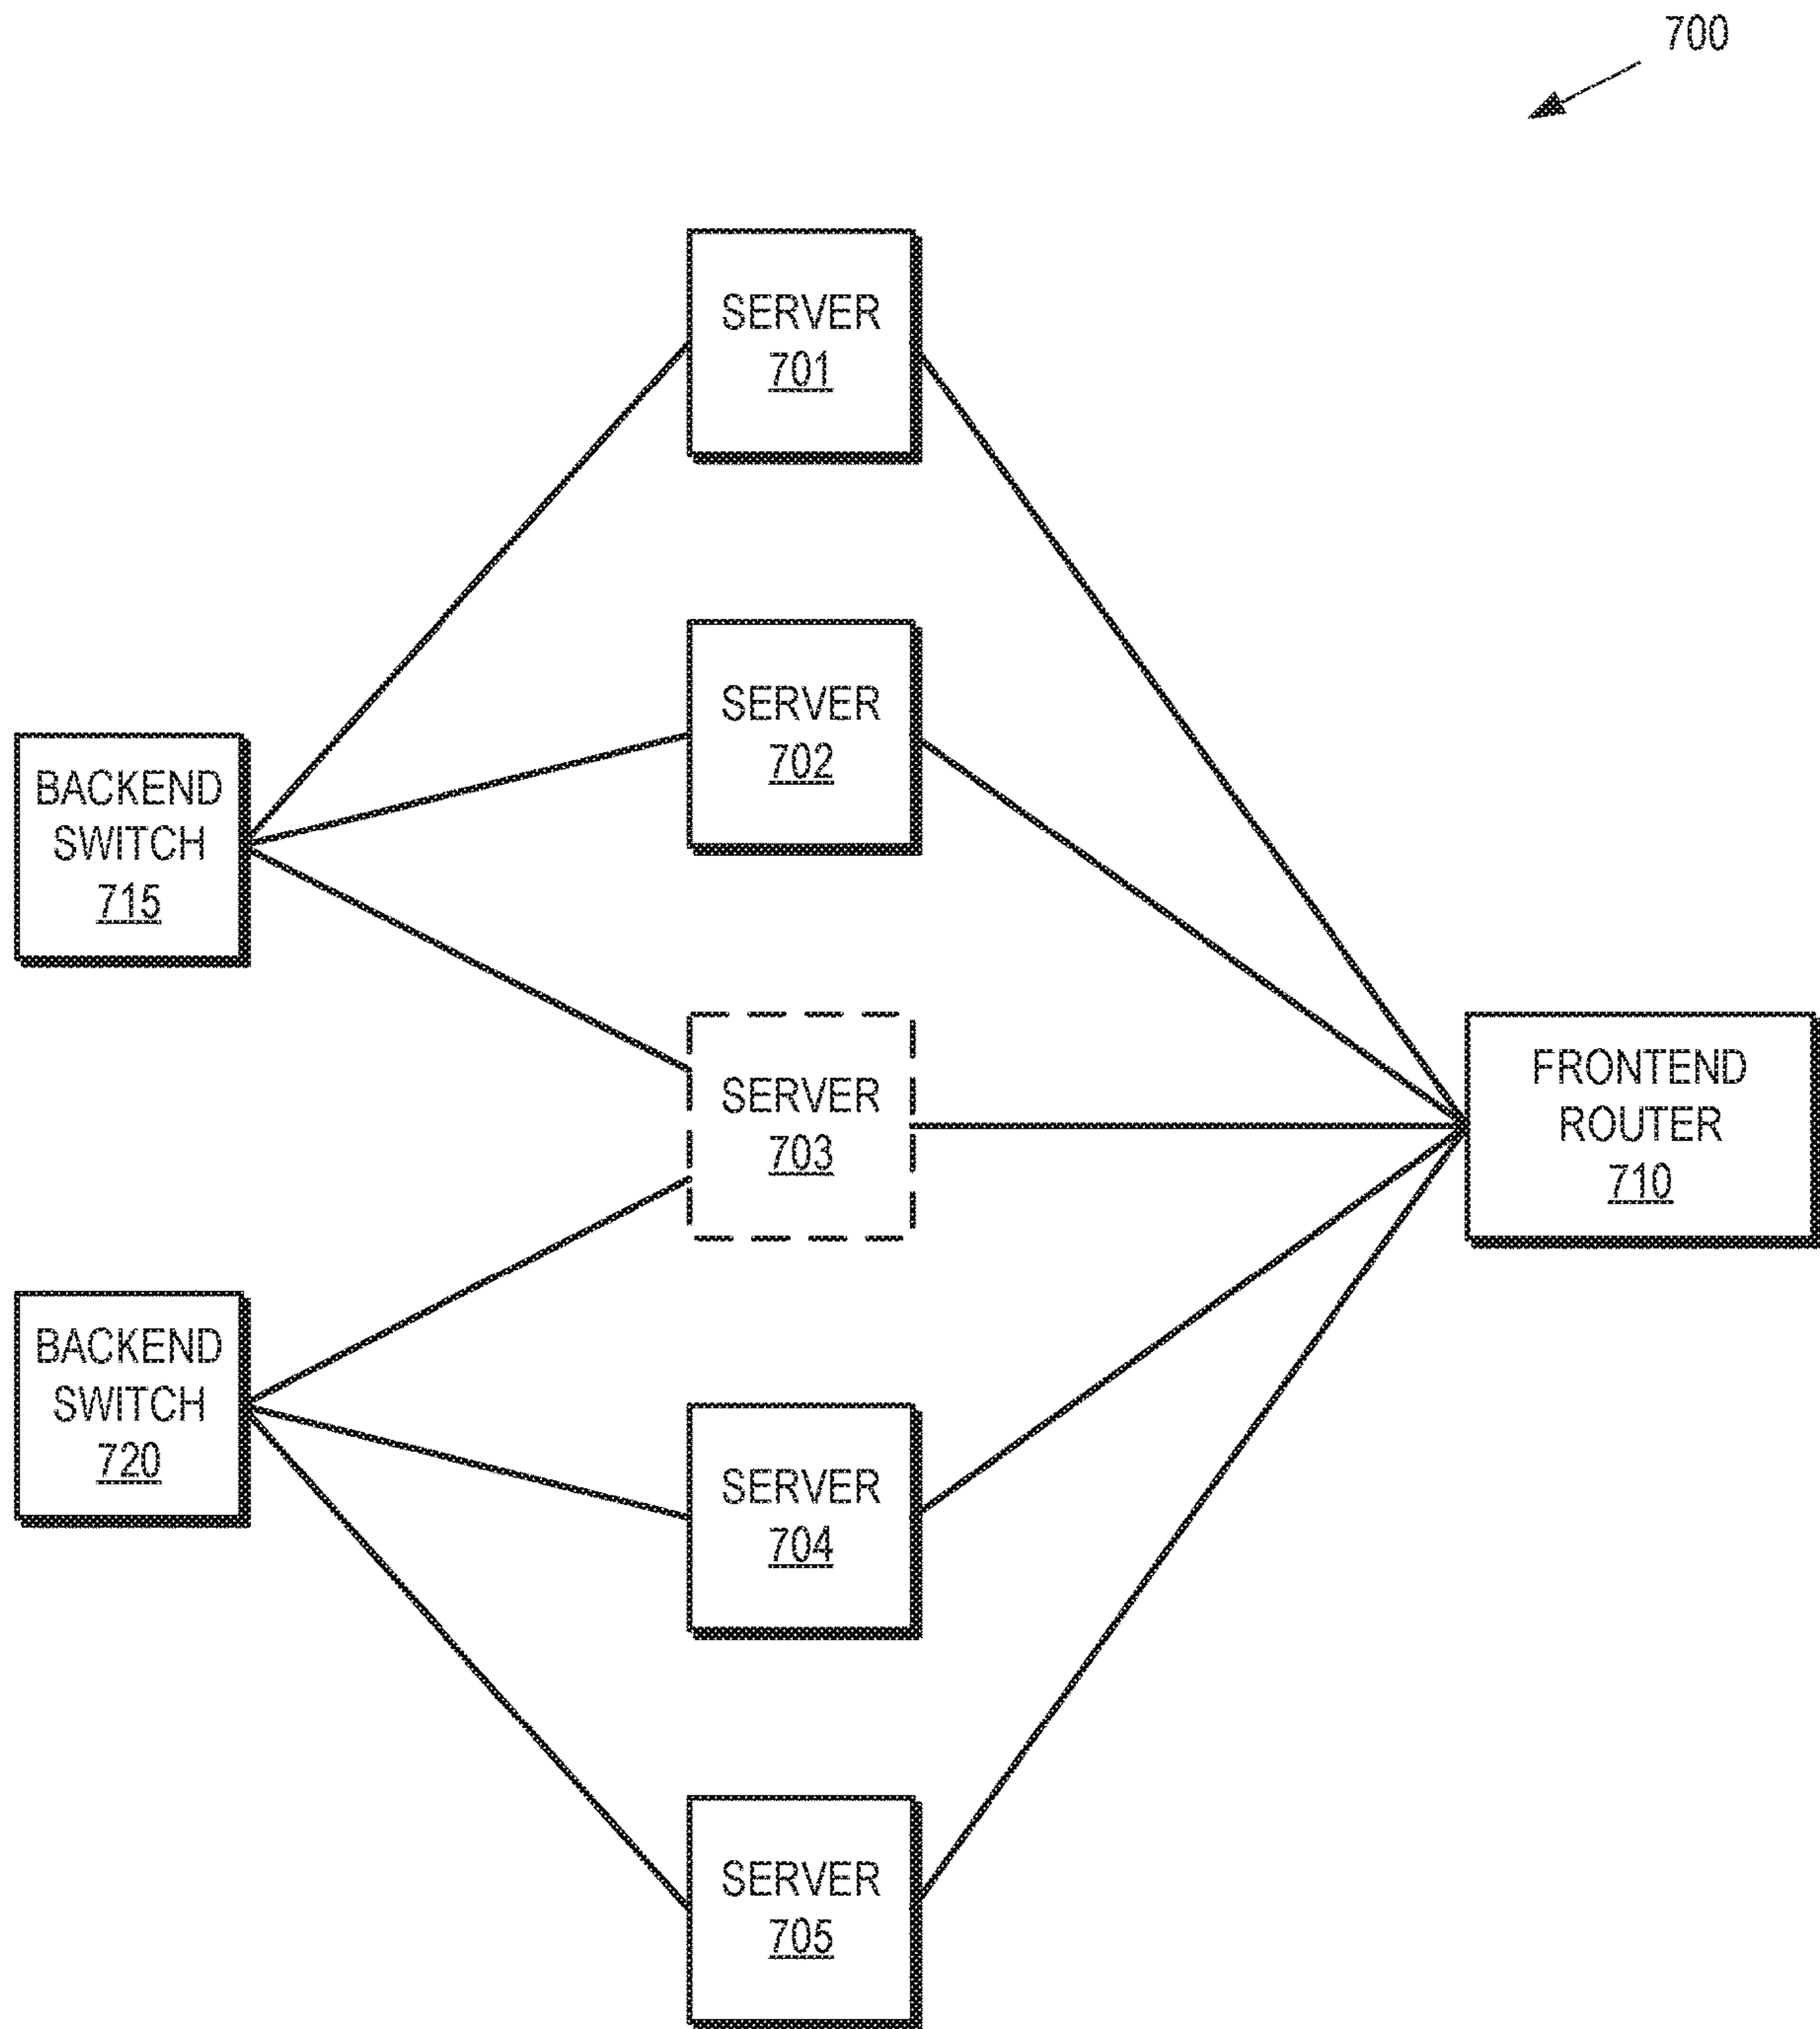 700
SERVER
701
SERVER
702
BACKEND
SWITCH
715
SERVER
703
FRONTEND
ROUTER
710
BACKEND
SWITCH
720
SERVER
704
SERVER
705